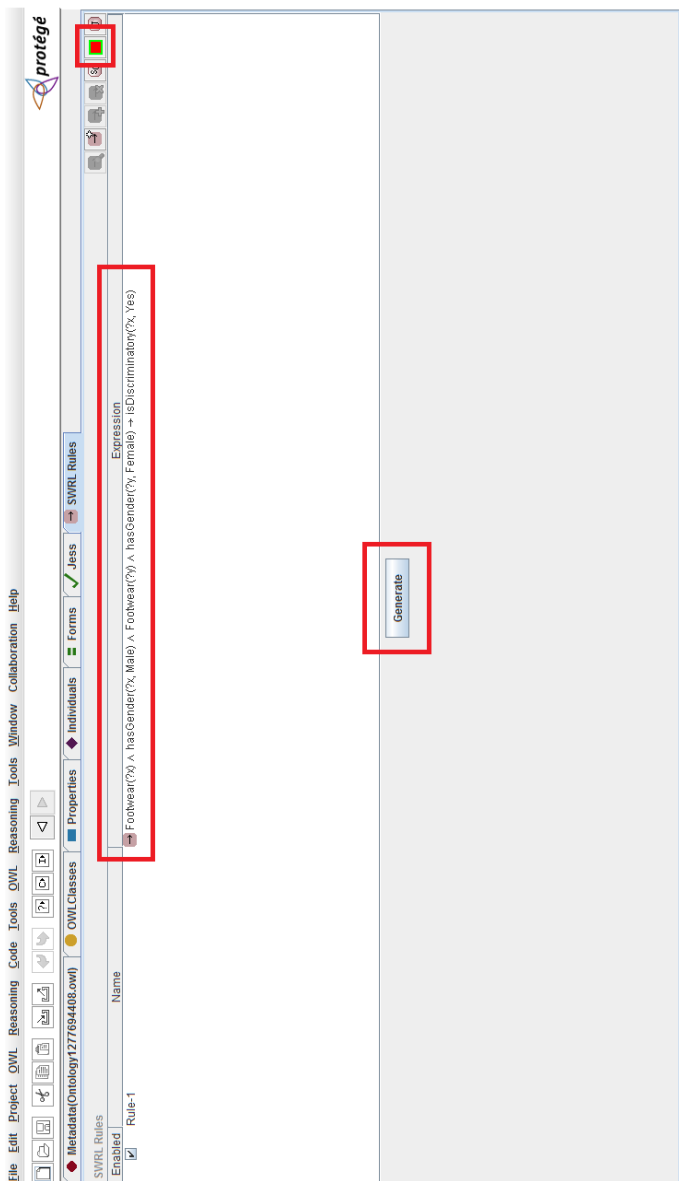 File Edit Project OWL Reasoning Code Tools OWL Reasoning Tools Window Collaboration Help
protégé
Metadata(Ontology1277694408.owl) OWLClasses Properties Individuals Forms Jess SWRL Rules
SWRL Rules
Enabled Name Expression
Rule-1 → Footwear(?x) ∧ hasGender(?x, Male) ∧ Footwear(?y) ∧ hasGender(?y, Female) → isDiscriminatory(?x, Yes)
Generate